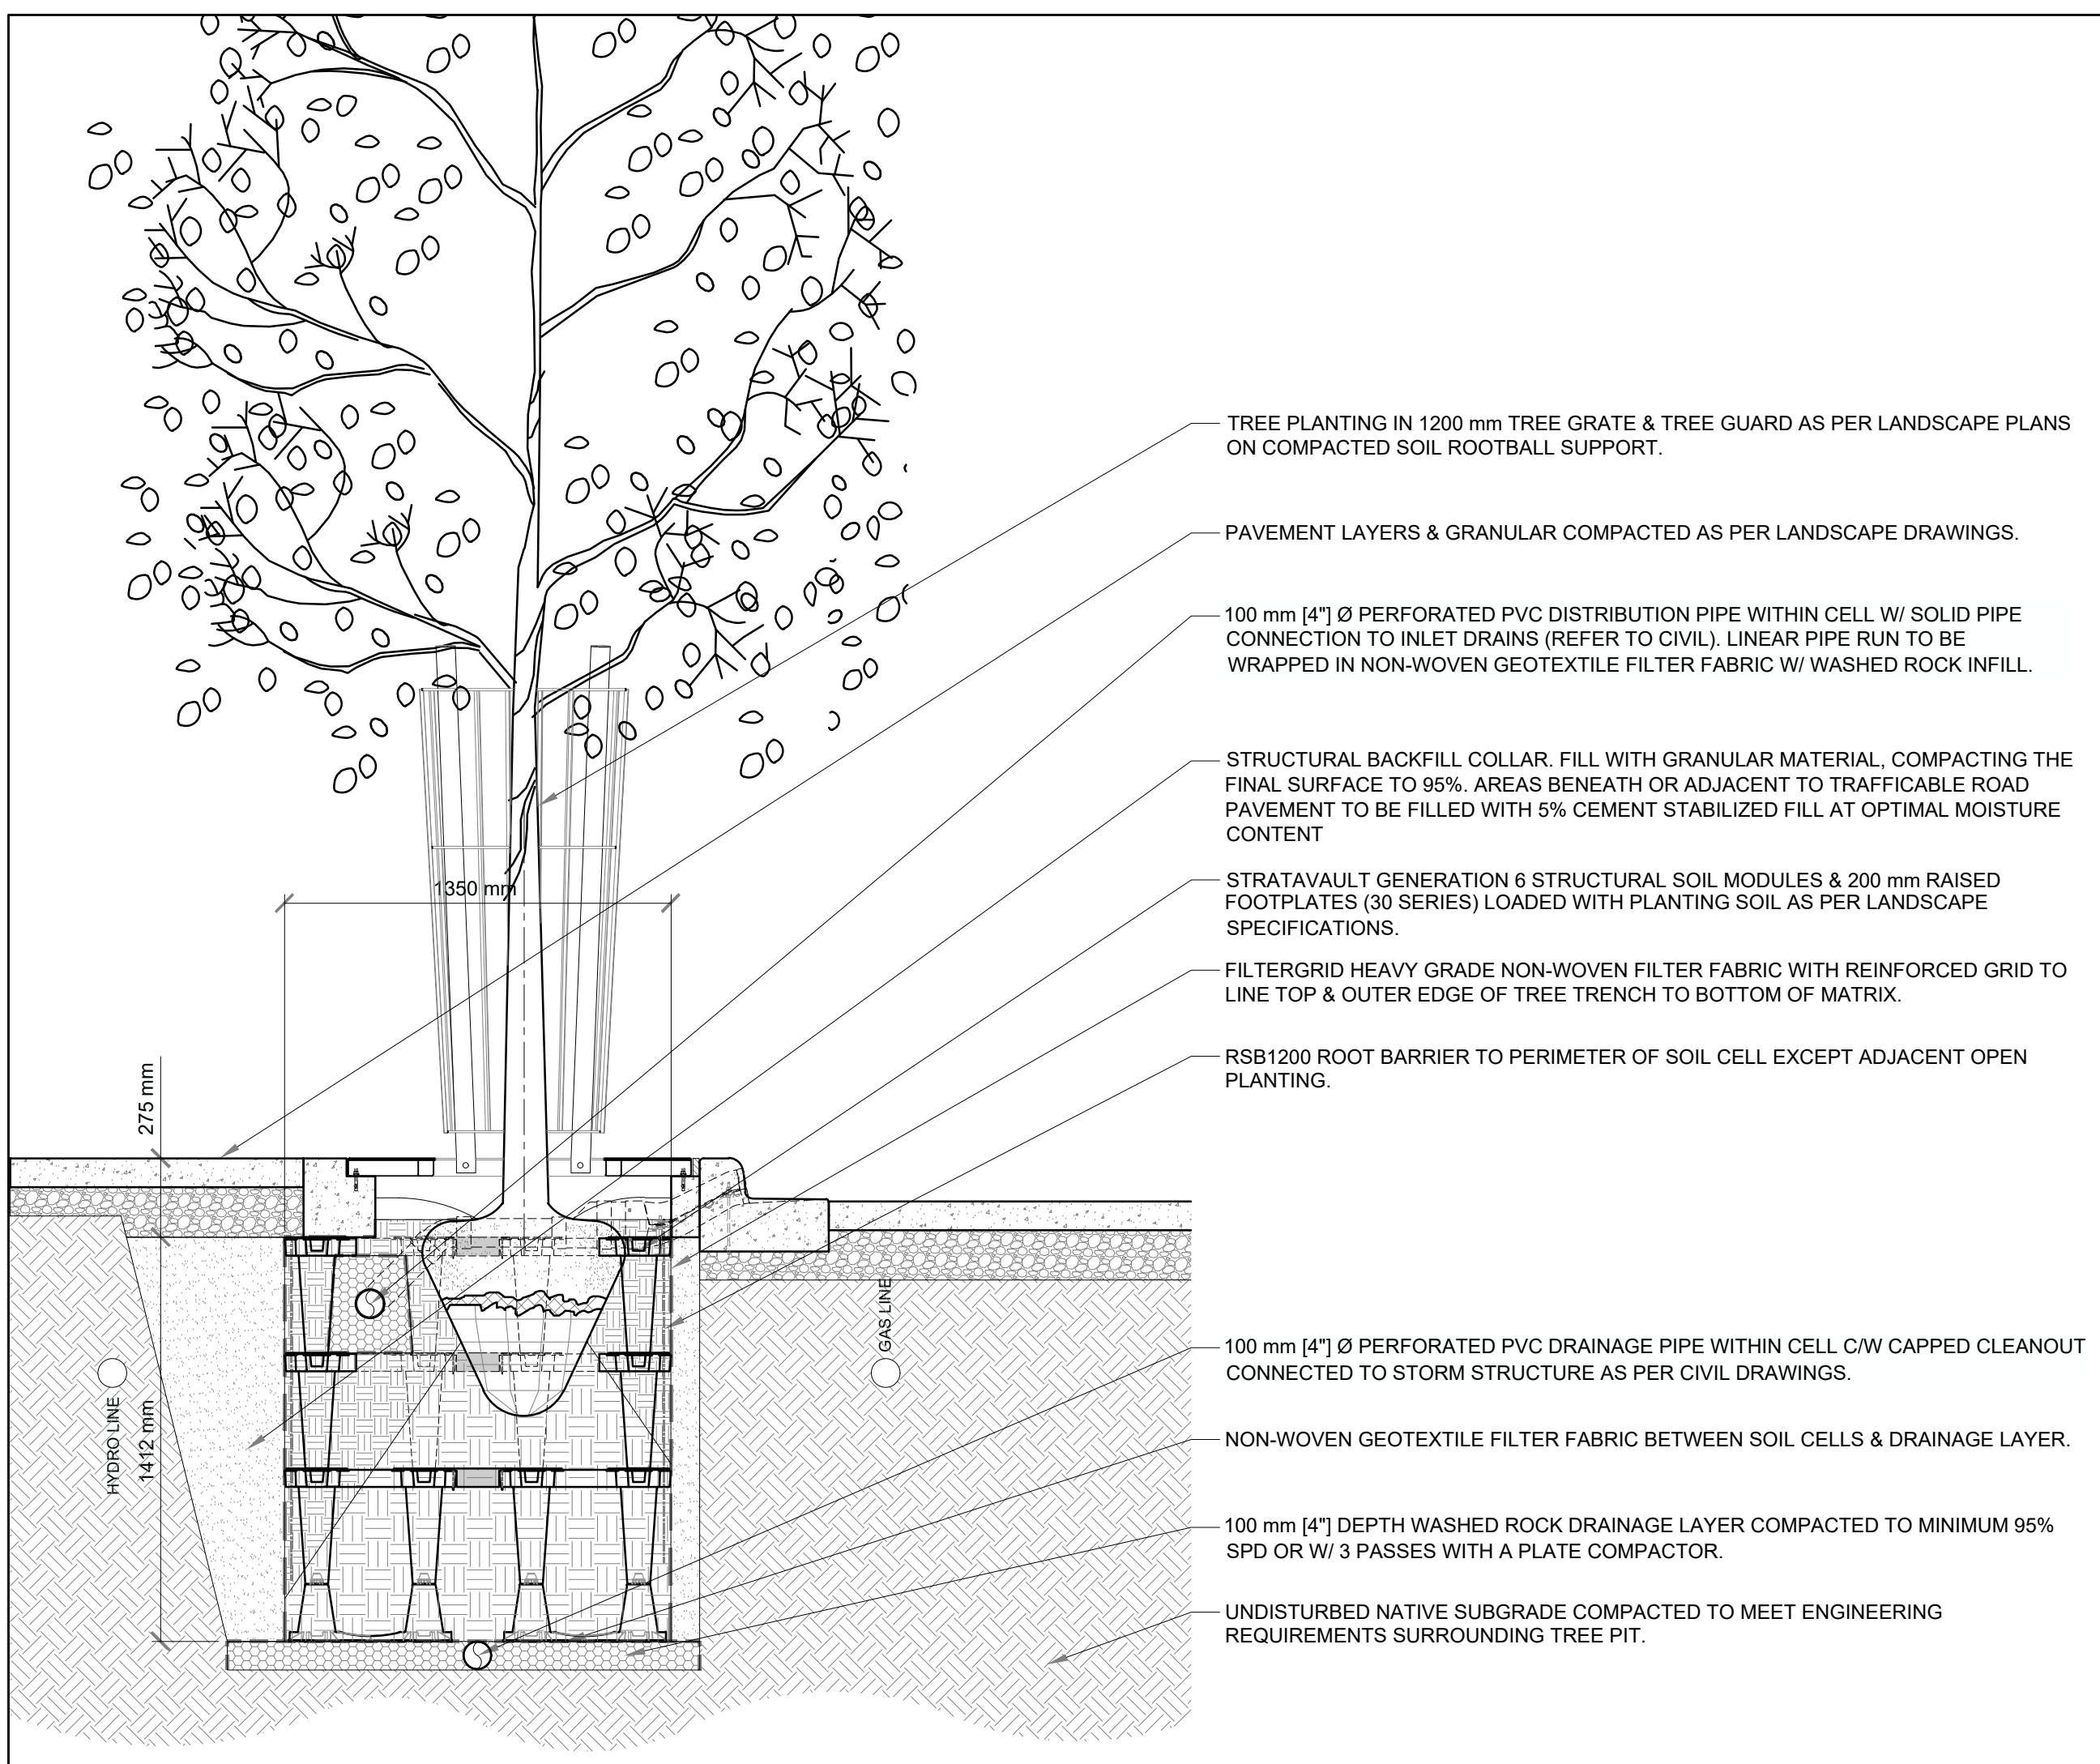 TREE PLANTING IN 1200 mm TREE GRATE & TREE GUARD AS PER LANDSCAPE PLANS
ON COMPACTED SOIL ROOTBALL SUPPORT.
PAVEMENT LAYERS & GRANULAR COMPACTED AS PER LANDSCAPE DRAWINGS.
100 mm [4"] Ø PERFORATED PVC DISTRIBUTION PIPE WITHIN CELL W/ SOLID PIPE
CONNECTION TO INLET DRAINS (REFER TO CIVIL). LINEAR PIPE RUN TO BE
WRAPPED IN NON-WOVEN GEOTEXTILE FILTER FABRIC W/ WASHED ROCK INFILL.
STRUCTURAL BACKFILL COLLAR. FILL WITH GRANULAR MATERIAL, COMPACTING THE
FINAL SURFACE TO 95%. AREAS BENEATH OR ADJACENT TO TRAFFICABLE ROAD
PAVEMENT TO BE FILLED WITH 5% CEMENT STABILIZED FILL AT OPTIMAL MOISTURE
CONTENT
STRATAVAULT GENERATION 6 STRUCTURAL SOIL MODULES & 200 mm RAISED
FOOTPLATES (30 SERIES) LOADED WITH PLANTING SOIL AS PER LANDSCAPE
SPECIFICATIONS.
FILTERGRID HEAVY GRADE NON-WOVEN FILTER FABRIC WITH REINFORCED GRID TO
LINE TOP & OUTER EDGE OF TREE TRENCH TO BOTTOM OF MATRIX.
RSB1200 ROOT BARRIER TO PERIMETER OF SOIL CELL EXCEPT ADJACENT OPEN
PLANTING.
100 mm [4"] Ø PERFORATED PVC DRAINAGE PIPE WITHIN CELL C/W CAPPED CLEANOUT
CONNECTED TO STORM STRUCTURE AS PER CIVIL DRAWINGS.
NON-WOVEN GEOTEXTILE FILTER FABRIC BETWEEN SOIL CELLS & DRAINAGE LAYER.
100 mm [4"] DEPTH WASHED ROCK DRAINAGE LAYER COMPACTED TO MINIMUM 95%
SPD OR W/ 3 PASSES WITH A PLATE COMPACTOR.
UNDISTURBED NATIVE SUBGRADE COMPACTED TO MEET ENGINEERING
REQUIREMENTS SURROUNDING TREE PIT.
1350 mm
275 mm
1412 mm
HYDRO LINE
GAS LINE